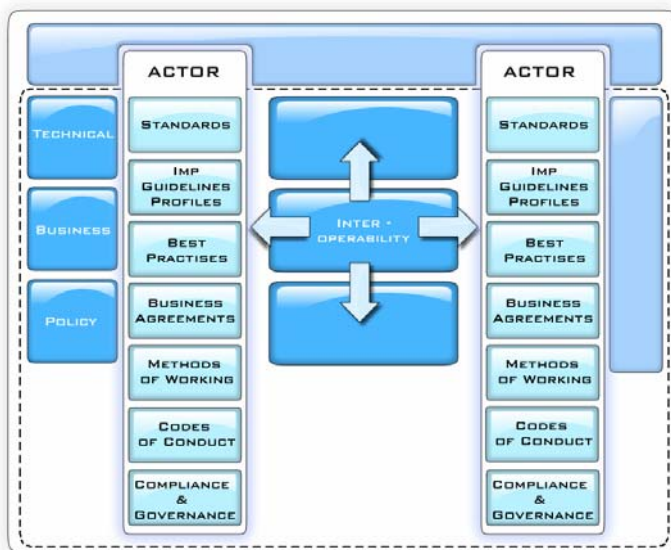 ACTOR
ACTOR
TECHNICAL
BUSINESS
POLICY
STANDARDS
IMP
GUIDELINES
PROFILES
BEST
PRACTISES
BUSINESS
AGREEMENTS
METHODS
OF WORKING
CODES
OF CONDUCT
COMPLIANCE
&
GOVERNANCE
INTER -
OPERABILITY
STANDARDS
IMP
GUIDELINES
PROFILES
BEST
PRACTISES
BUSINESS
AGREEMENTS
METHODS
OF WORKING
CODES
OF CONDUCT
COMPLIANCE
&
GOVERNANCE